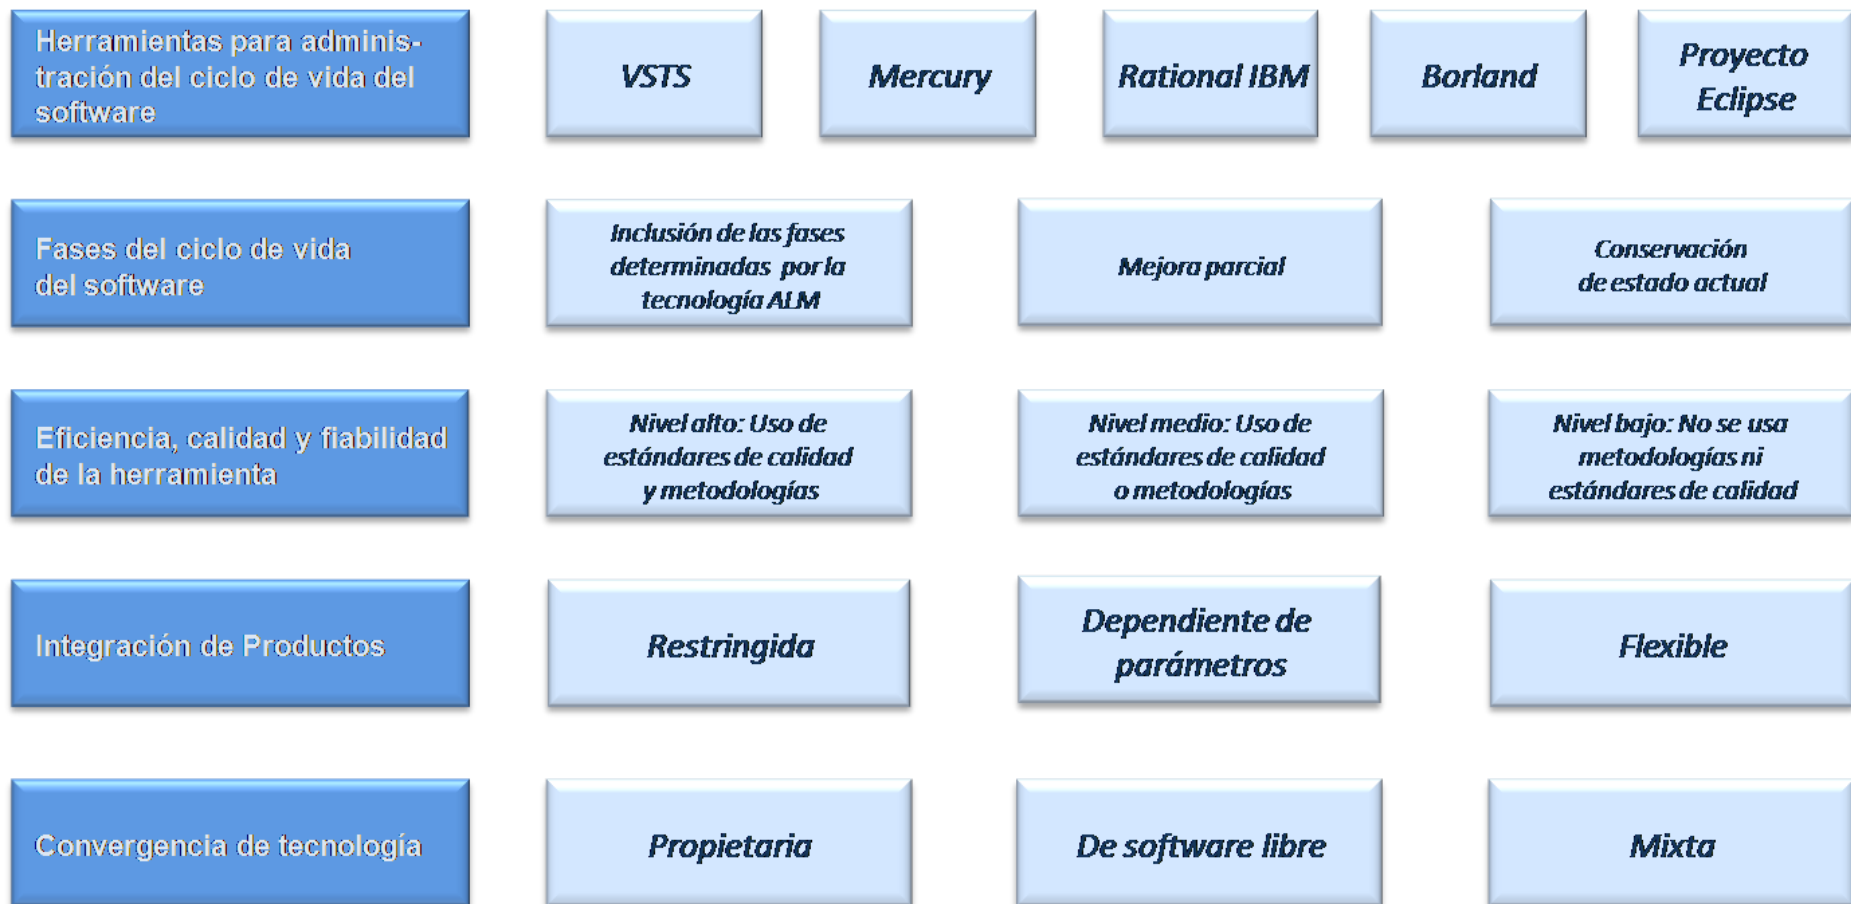 Herramientas para adminis-
tración del ciclo de vida del
software
VSTS
Mercury
Rational IBM
Borland
Proyecto
Eclipse
Fases del ciclo de vida
del software
Inclusión de las fases
determinadas por la
tecnología ALM
Mejora parcial
Conservación
de estado actual
Eficiencia, calidad y fiabilidad
de la herramienta
Nivel alto: Uso de
estándares de calidad
y metodologías
Nivel medio: Uso de
estándares de calidad
o metodologías
Nivel bajo: No se usa
metodologías ni
estándares de calidad
Integración de Productos
Restringida
Dependiente de
parámetros
Flexible
Convergencia de tecnología
Propietaria
De software libre
Mixta